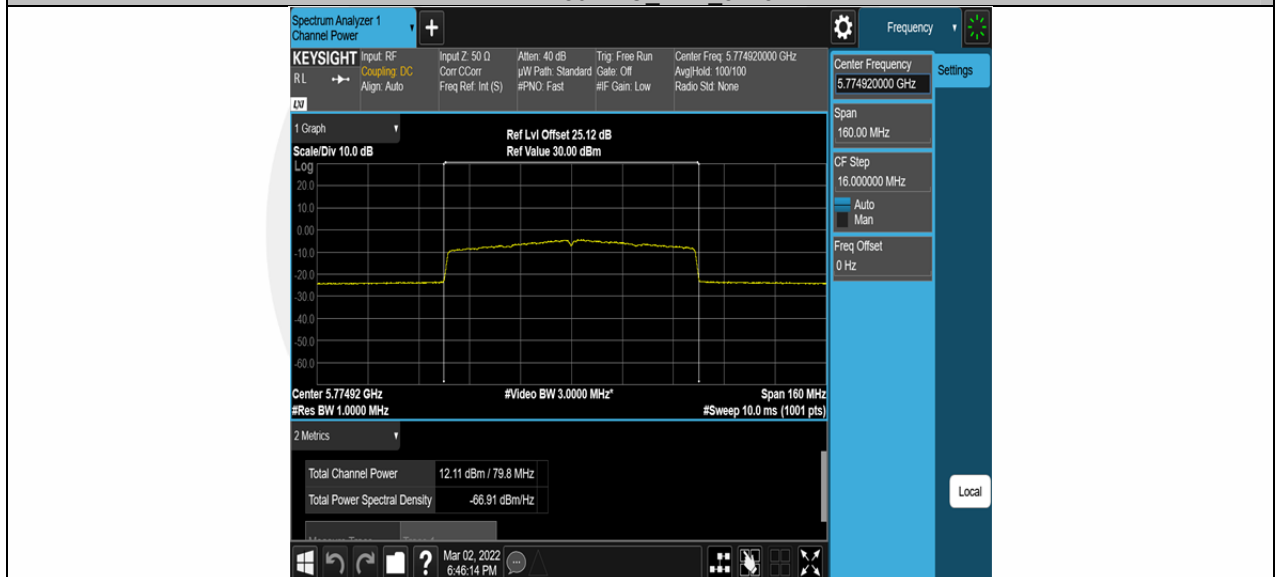 Spectrum Analyzer 1
Channel Power
+
Frequency
KEYSIGHT
RL
LXI
Input: RF
Coupling: DC
Align: Auto
Input Z: 50 Ω
Corr CCorr
Freq Ref: Int (S)
Atten: 40 dB
µW Path: Standard
#PNO: Fast
Trig: Free Run
Gate: Off
#IF Gain: Low
Center Freq: 5.774920000 GHz
Avg|Hold: 100/100
Radio Std: None
Center Frequency
5.774920000 GHz
Settings
Span
160.00 MHz
CF Step
16.000000 MHz
Auto
Man
Freq Offset
0 Hz
Local
1 Graph
Scale/Div 10.0 dB
Ref Lvl Offset 25.12 dB
Ref Value 30.00 dBm
Log
20.0
10.0
0.00
-10.0
-20.0
-30.0
-40.0
-50.0
-60.0
Center 5.77492 GHz
#Video BW 3.0000 MHz*
Span 160 MHz
#Res BW 1.0000 MHz
#Sweep 10.0 ms (1001 pts)
2 Metrics
Total Channel Power 12.11 dBm / 79.8 MHz
Total Power Spectral Density -66.91 dBm/Hz
?
Mar 02, 2022
6:46:14 PM